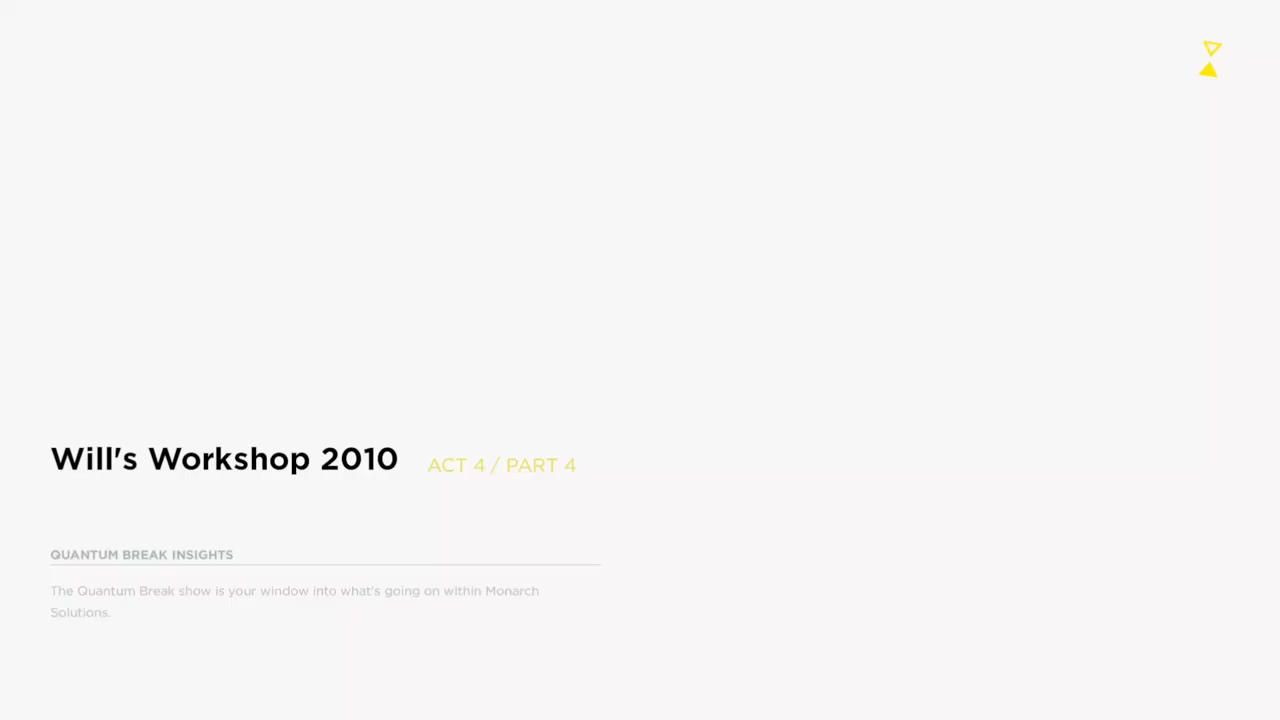 Will's Workshop 2010 ACT 4 / PART 4
QUANTUM BREAK INSIGHTS
The Quantum Break show is your window into what's going on within Monarch
Solutions.